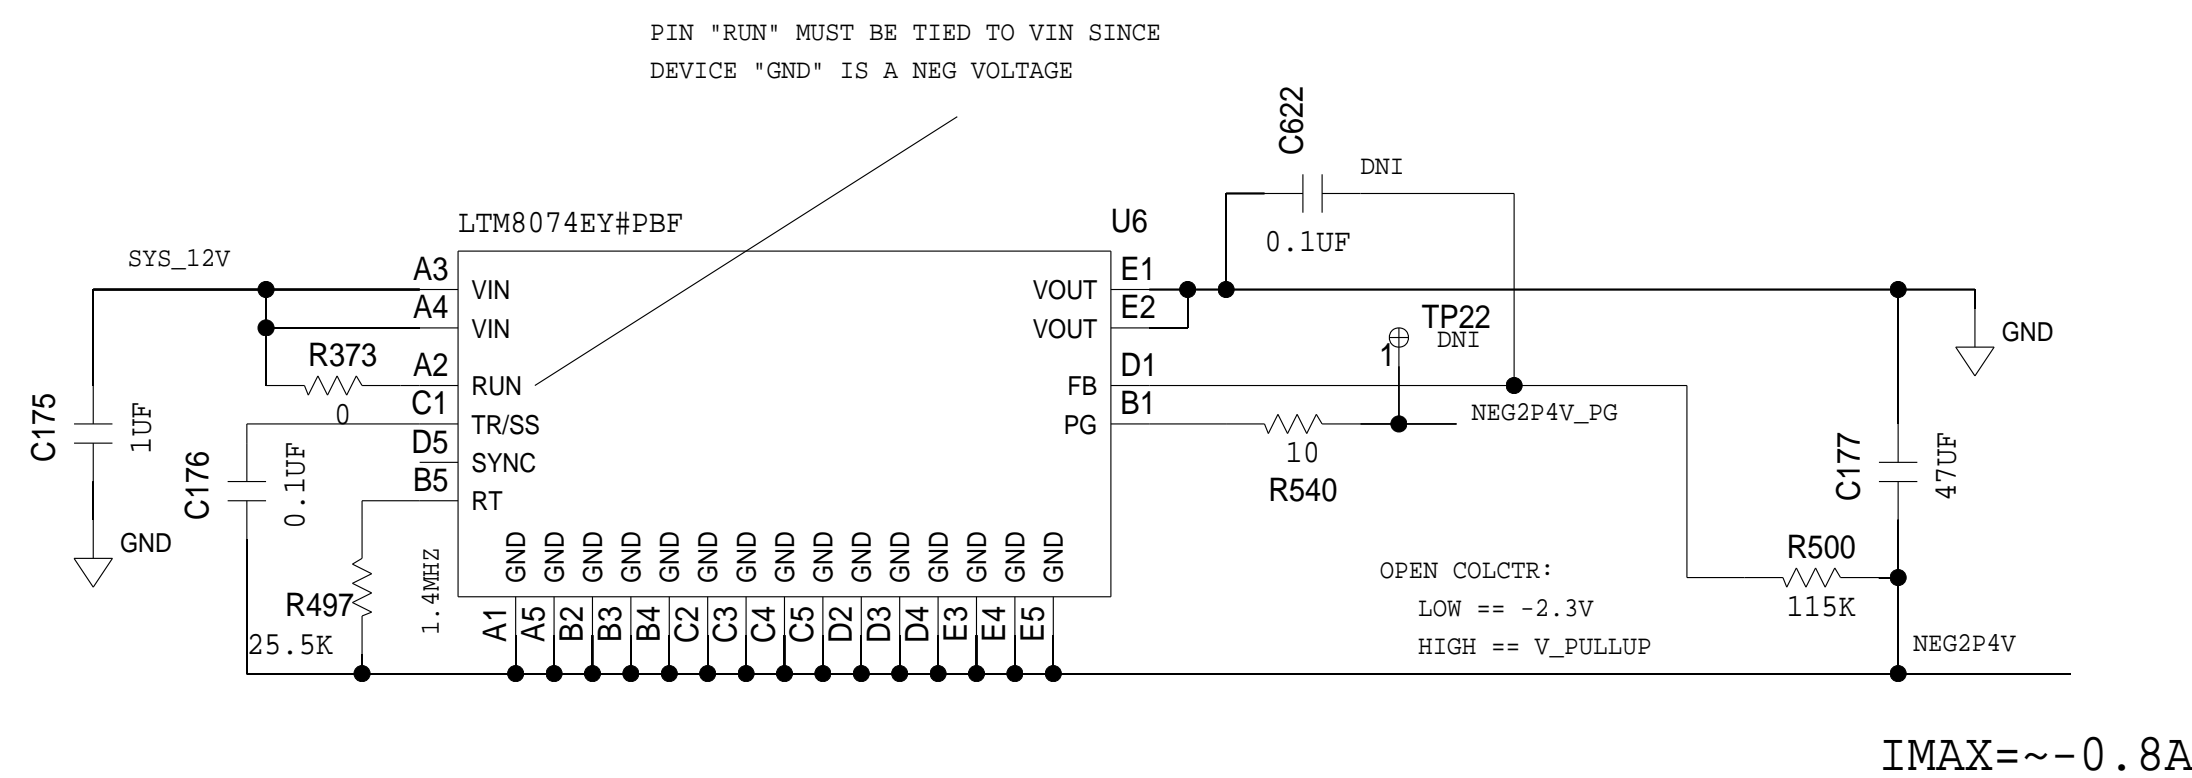 PIN "RUN" MUST BE TIED TO VIN SINCE
DEVICE "GND" IS A NEG VOLTAGE
C622
DNI
0.1UF
LTM8074EY#PBF
U6
SYS_12V
A3
VIN
A4
VIN
R373
0
A2
RUN
C1
TR/SS
D5
SYNC
B5
RT
E1
VOUT
E2
VOUT
D1
FB
B1
PG
TP22
DNI
1
NEG2P4V_PG
10
R540
GND
C175
1UF
GND
C176
0.1UF
R497
25.5K
1.4MHZ
GND GND GND GND GND GND GND GND GND GND GND GND GND GND GND
A1 A5 B2 B3 B4 C2 C3 C4 C5 D2 D3 D4 E3 E4 E5
C177
47UF
R500
115K
OPEN COLCTR:
LOW == -2.3V
HIGH == V_PULLUP
NEG2P4V
IMAX=~-0.8A